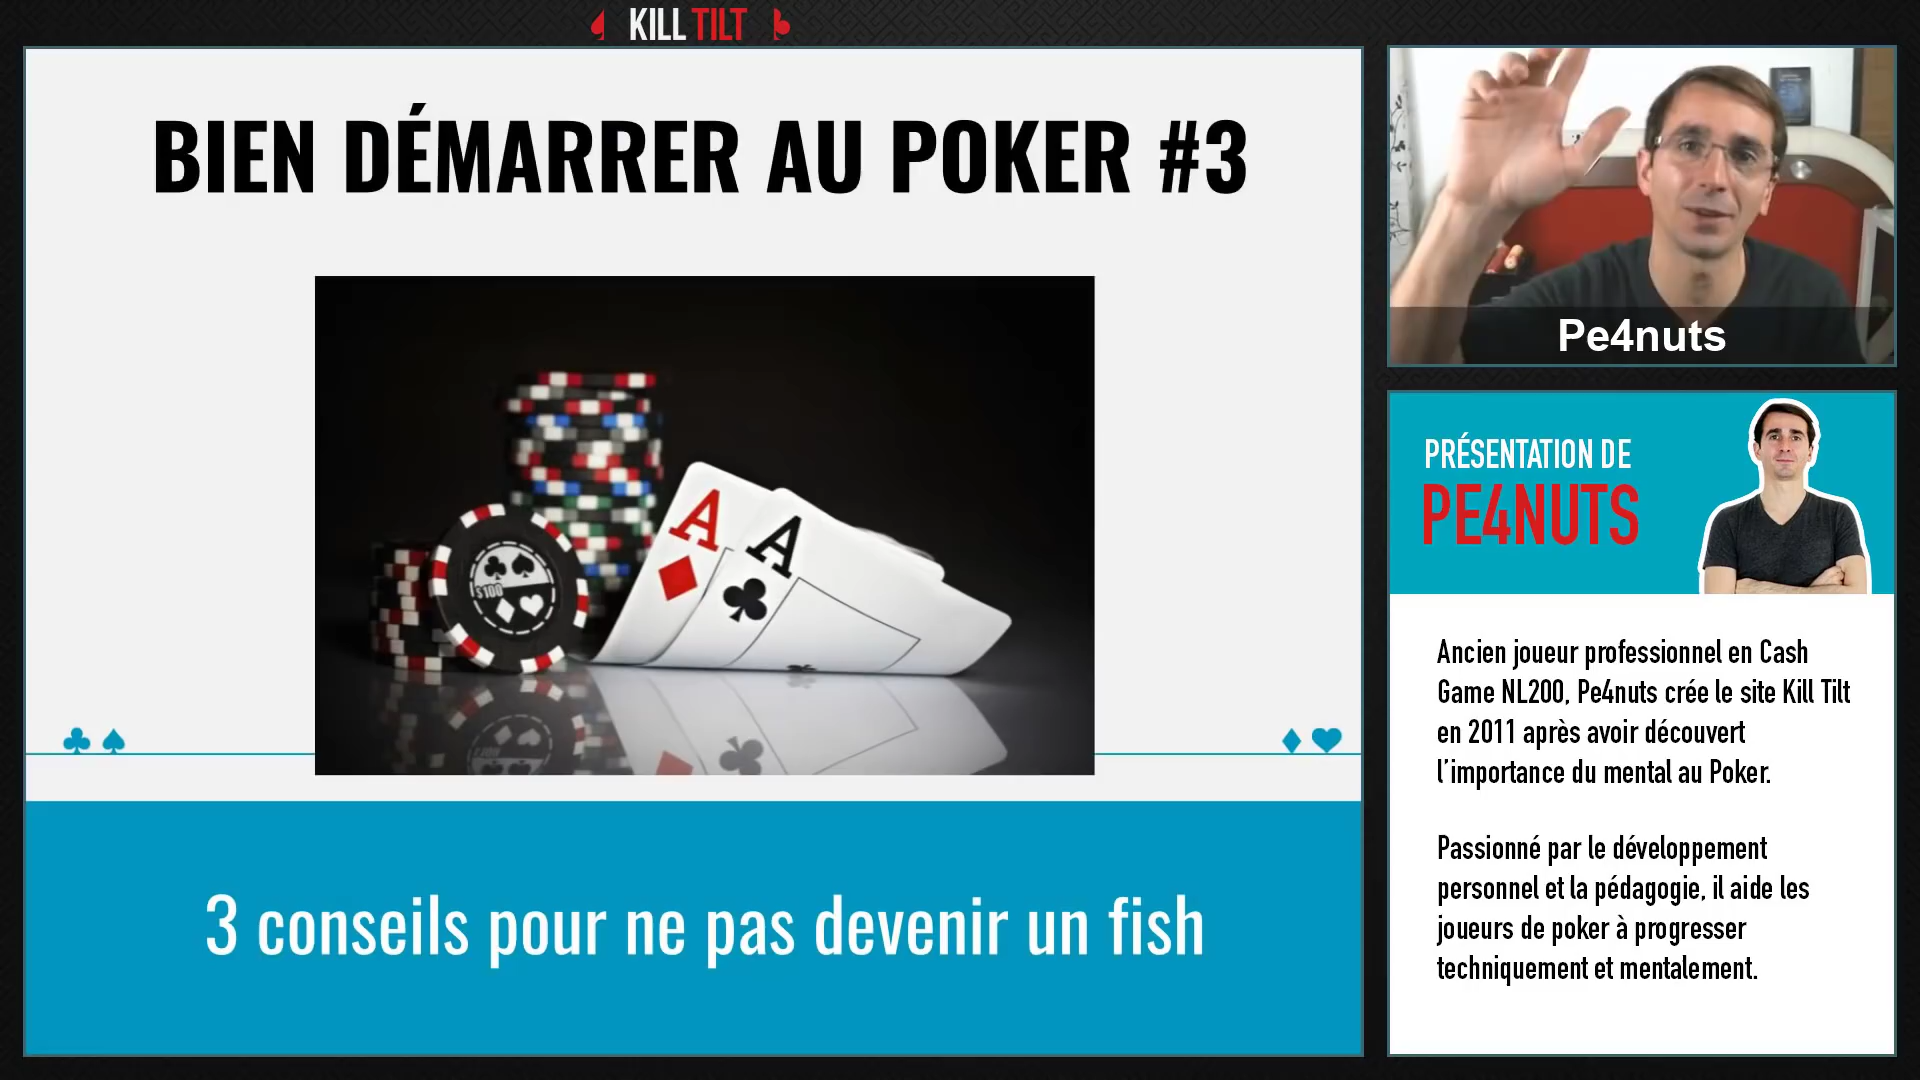 KILL TILT
BIEN DÉMARRER AU POKER #3
A
A
$100
3 conseils pour ne pas devenir un fish
Pe4nuts
PRÉSENTATION DE
PE4NUTS
Ancien joueur professionnel en Cash
Game NL200, Pe4nuts crée le site Kill Tilt
en 2011 après avoir découvert
l'importance du mental au Poker.
Passionné par le développement
personnel et la pédagogie, il aide les
joueurs de poker à progresser
techniquement et mentalement.